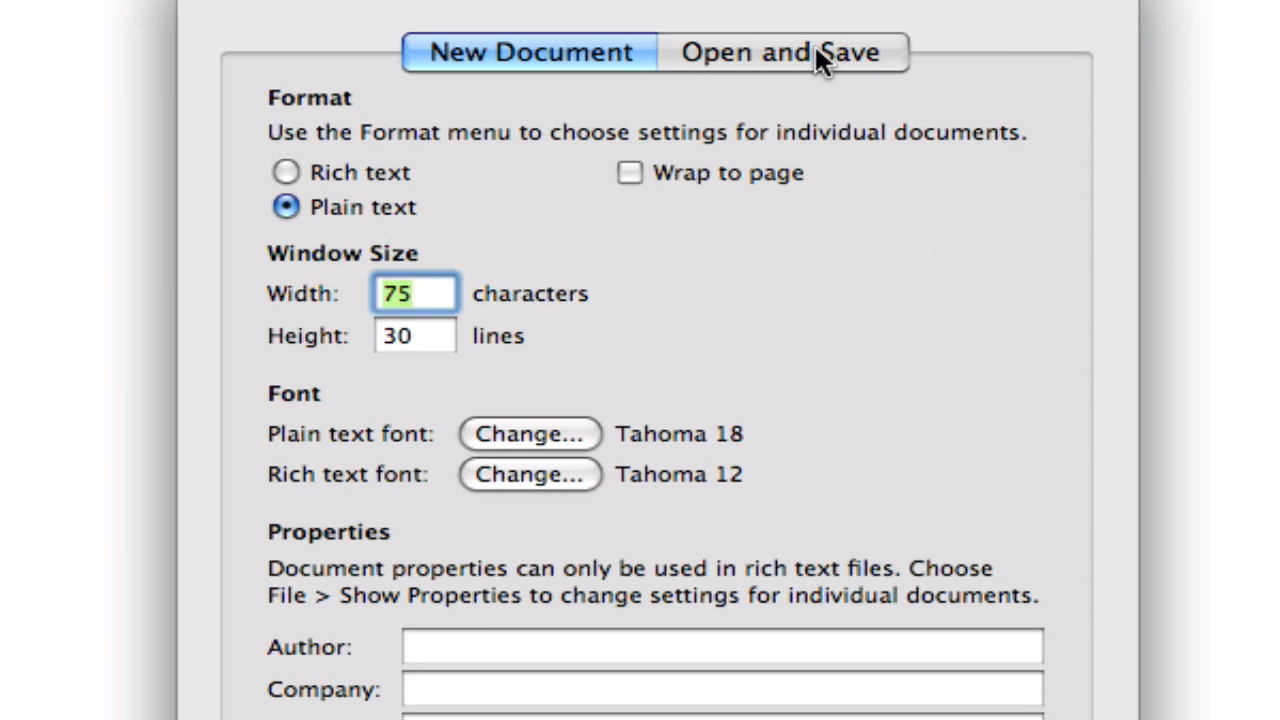 New Document Open and Save
Format
Use the Format menu to choose settings for individual documents.
Rich text Wrap to page
Plain text
Window Size
Width: 75 characters
Height: 30 lines
Font
Plain text font: Change... Tahoma 18
Rich text font: Change... Tahoma 12
Properties
Document properties can only be used in rich text files. Choose
File > Show Properties to change settings for individual documents.
Author:
Company: